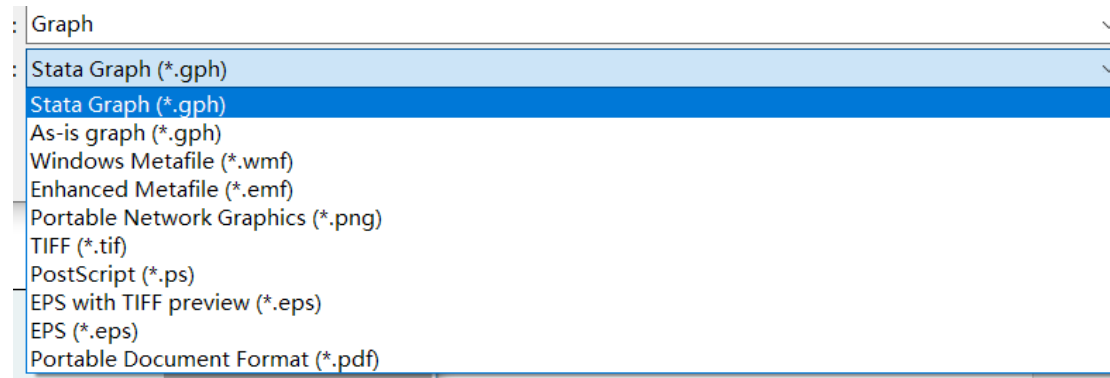 : Graph
: Stata Graph (*.gph)
Stata Graph (*.gph)
As-is graph (*.gph)
Windows Metafile (*.wmf)
Enhanced Metafile (*.emf)
Portable Network Graphics (*.png)
TIFF (*.tif)
PostScript (*.ps)
EPS with TIFF preview (*.eps)
EPS (*.eps)
Portable Document Format (*.pdf)